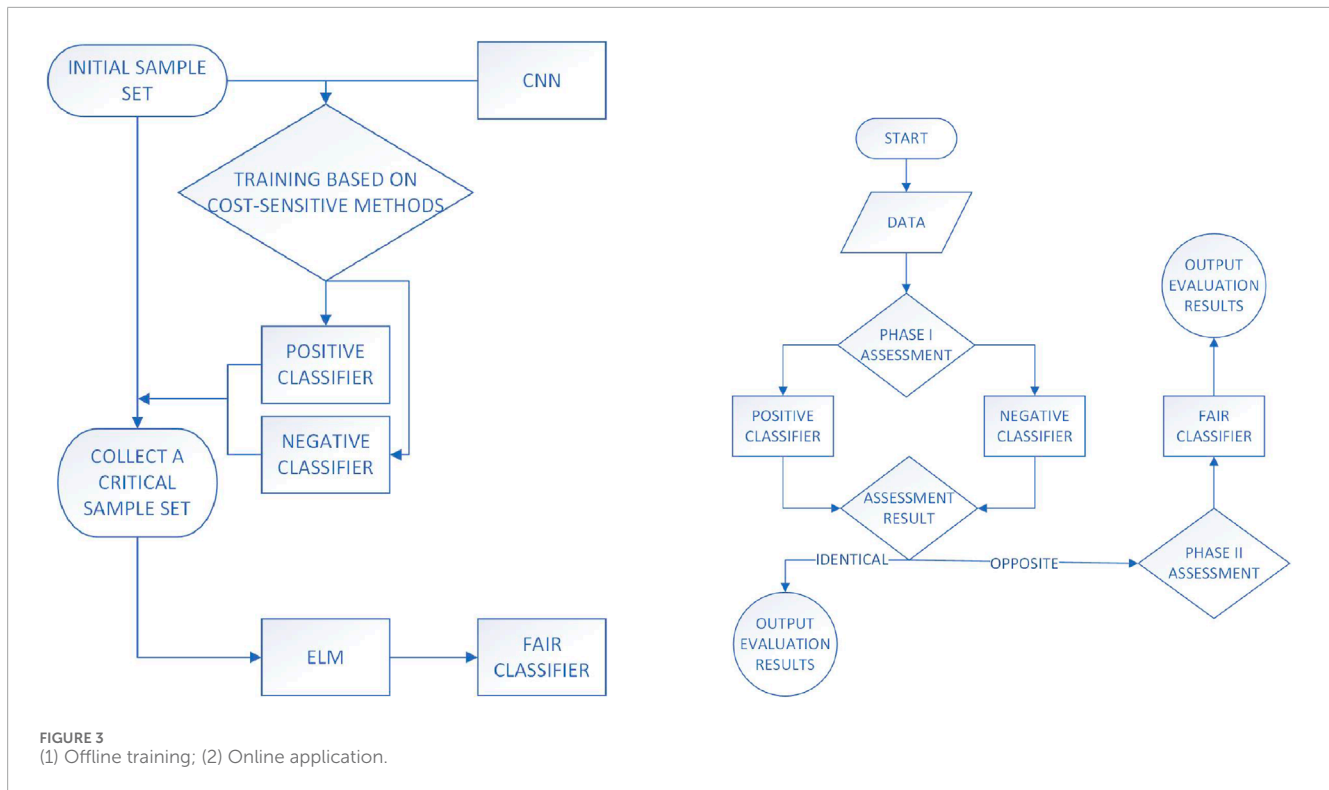 INITIAL SAMPLE
SET
CNN
TRAINING BASED ON
COST-SENSITIVE METHODS
POSITIVE
CLASSIFIER
NEGATIVE
CLASSIFIER
COLLECT A
CRITICAL
SAMPLE SET
ELM
FAIR
CLASSIFIER
START
DATA
PHASE I
ASSESSMENT
POSITIVE
CLASSIFIER
NEGATIVE
CLASSIFIER
ASSESSMENT
RESULT
IDENTICAL
OPPOSITE
OUTPUT
EVALUATION
RESULTS
PHASE II
ASSESSMENT
FAIR
CLASSIFIER
OUTPUT
EVALUATION
RESULTS
FIGURE 3
(1) Offline training; (2) Online application.